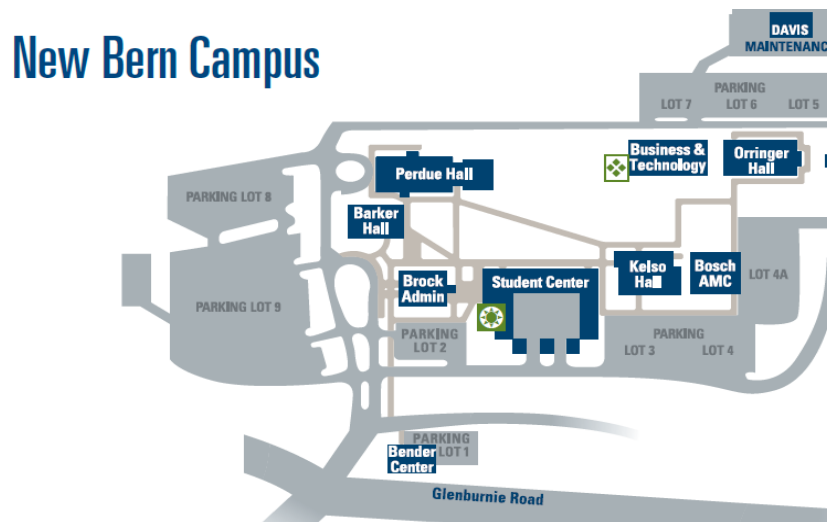 New Bern Campus
DAVIS
PARKING
LOT 7
LOT 6
LOT 5
Business &
Technology
Orringer
Hall
Perdue Hall
PARKING LOT 8
Barker
Hall
Brock
Admin
Student Center
Kelso
Bosch
AMC
LOT 4A
PARKING LOT 9
PARKING
LOT 2
PARKING
LOT 3
LOT 4
PARKING
LOT 1
Bender
Center
Glenburnie Road